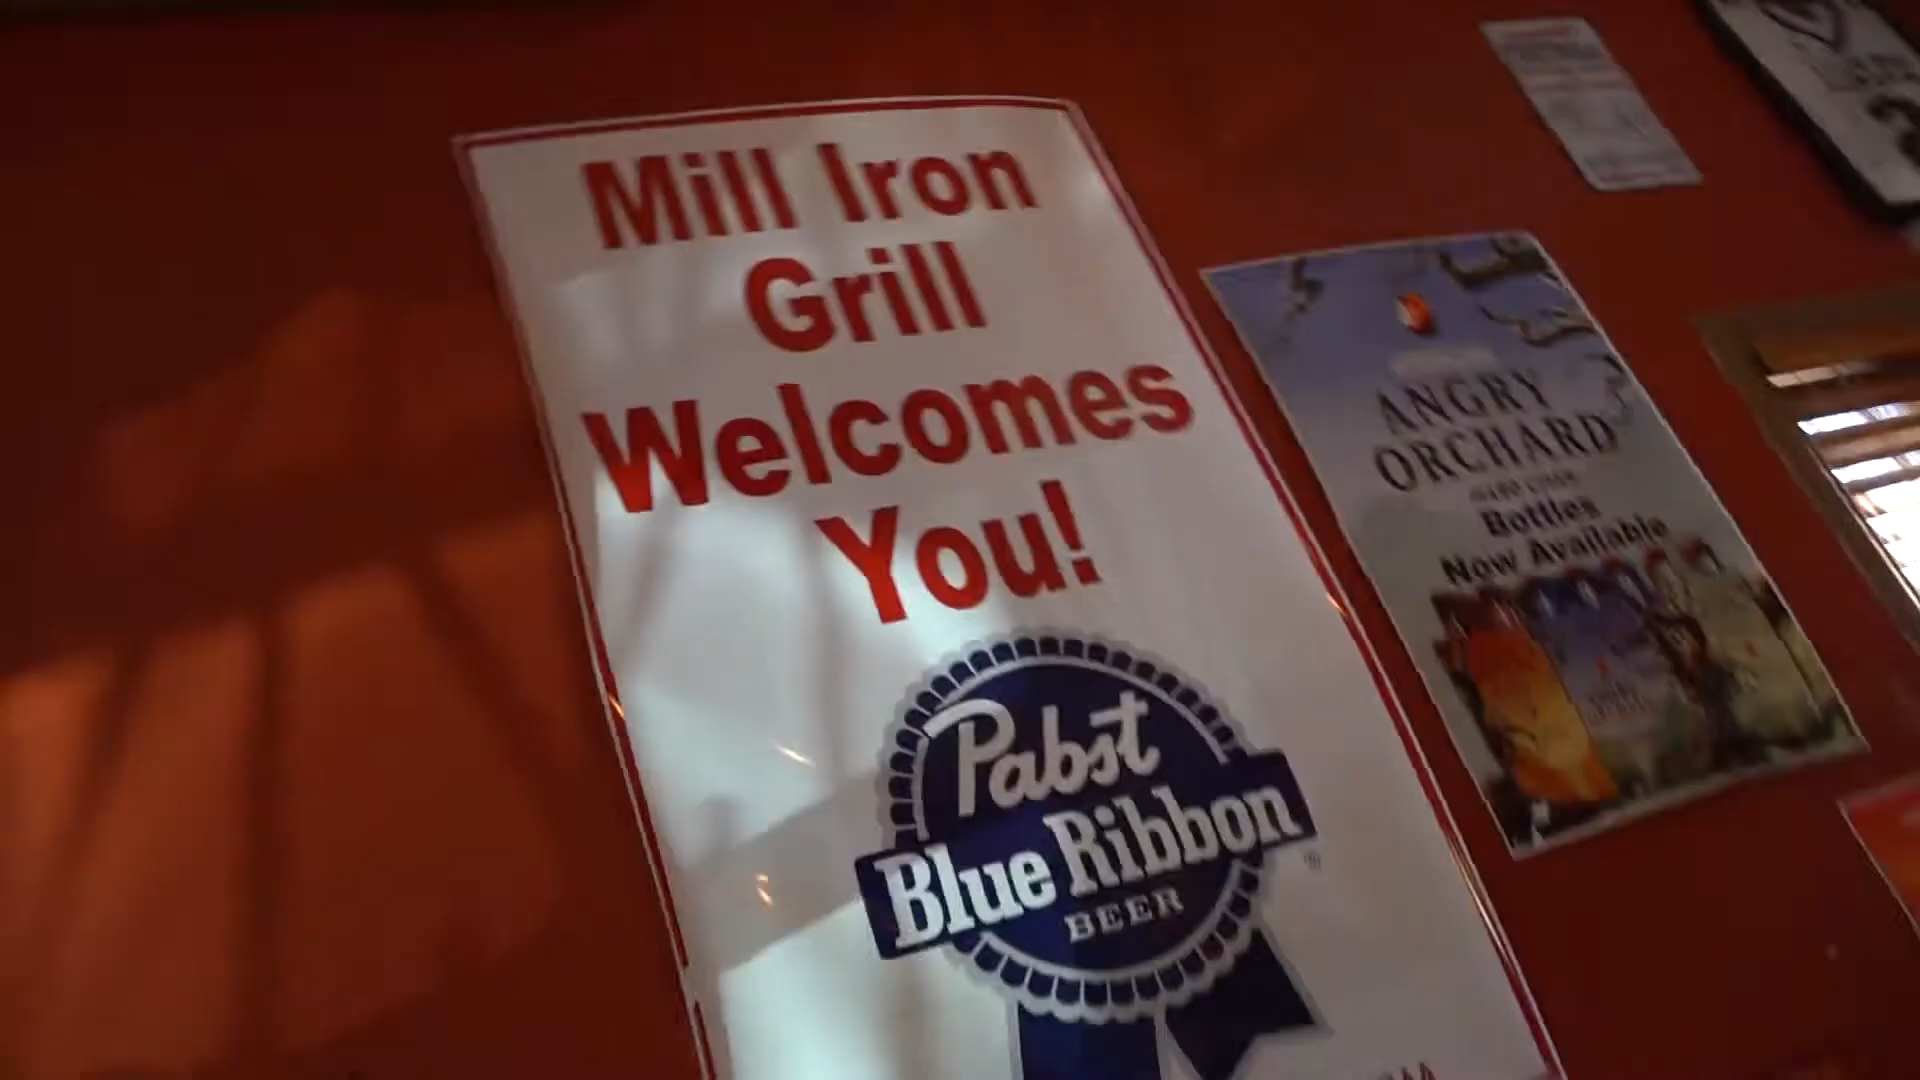 Mill Iron
Grill
Welcomes
You!
Pabst
Blue Ribbon
BEER
ANGRY
ORCHARD
HARD CIDER
Bottles
Now Available